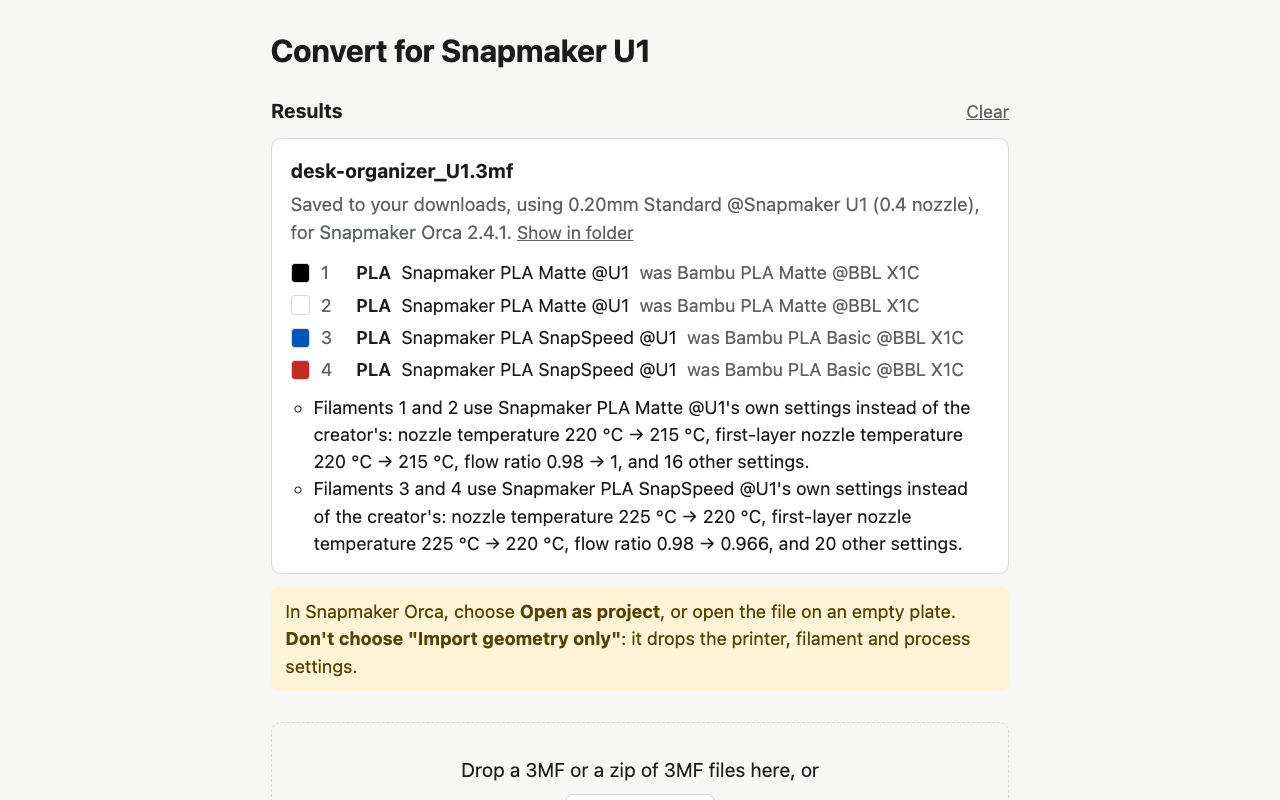 Convert for Snapmaker U1
Results
Clear
desk-organizer_U1.3mf
Saved to your downloads, using 0.20mm Standard @Snapmaker U1 (0.4 nozzle),
for Snapmaker Orca 2.4.1. Show in folder
1 PLA Snapmaker PLA Matte @U1 was Bambu PLA Matte @BBL X1C
2 PLA Snapmaker PLA Matte @U1 was Bambu PLA Matte @BBL X1C
3 PLA Snapmaker PLA SnapSpeed @U1 was Bambu PLA Basic @BBL X1C
4 PLA Snapmaker PLA SnapSpeed @U1 was Bambu PLA Basic @BBL X1C
Filaments 1 and 2 use Snapmaker PLA Matte @U1's own settings instead of the
creator's: nozzle temperature 220 °C → 215 °C, first-layer nozzle temperature
220 °C → 215 °C, flow ratio 0.98 → 1, and 16 other settings.
Filaments 3 and 4 use Snapmaker PLA SnapSpeed @U1's own settings instead
of the creator's: nozzle temperature 225 °C → 220 °C, first-layer nozzle
temperature 225 °C → 220 °C, flow ratio 0.98 → 0.966, and 20 other settings.
In Snapmaker Orca, choose Open as project, or open the file on an empty plate.
Don't choose "Import geometry only": it drops the printer, filament and process
settings.
Drop a 3MF or a zip of 3MF files here, or